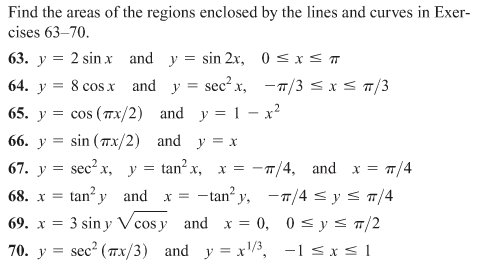 Find the areas of the regions enclosed by the lines and curves in Exer-
cises 63–70.
63. y = 2 sin x and y = sin 2x, 0 ≤ x ≤ π
64. y = 8 cos x and y = sec² x, −π/3 ≤ x ≤ π/3
65. y = cos (πx/2) and y = 1 − x²
66. y = sin (πx/2) and y = x
67. y = sec² x, y = tan² x, x = −π/4, and x = π/4
68. x = tan² y and x = −tan² y, −π/4 ≤ y ≤ π/4
69. x = 3 sin y √cos y and x = 0, 0 ≤ y ≤ π/2
70. y = sec² (πx/3) and y = x^{1/3}, −1 ≤ x ≤ 1